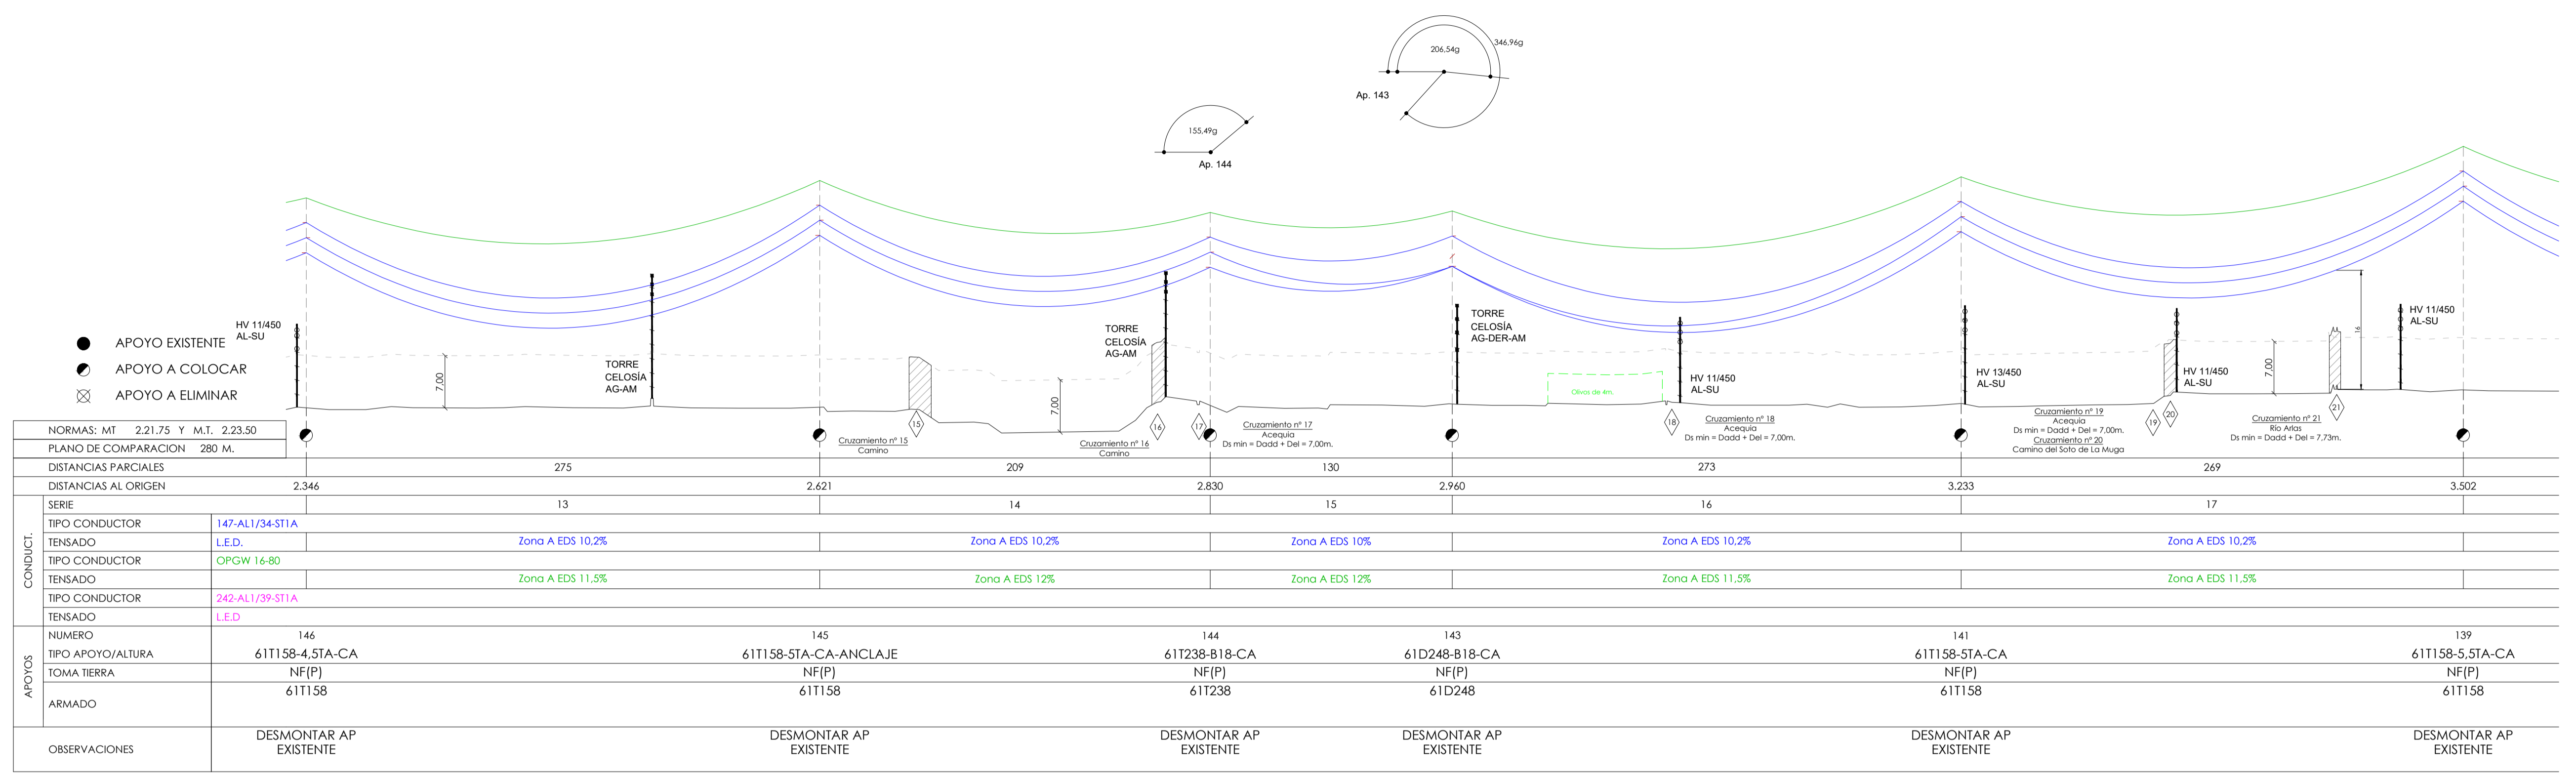 206,54g
346,96g
Ap. 143
155,49g
Ap. 144
APOYO EXISTENTE
APOYO A COLOCAR
APOYO A ELIMINAR
HV 11/450
AL-SU
7,00
TORRE
CELOSÍA
AG-AM
15
Cruzamiento nº 15
Camino
7,00
TORRE
CELOSÍA
AG-AM
16
Cruzamiento nº 16
Camino
17
Cruzamiento nº 17
Acequia
Ds min = Dadd + Del = 7,00m.
TORRE
CELOSÍA
AG-DER-AM
Olivos de 4m.
HV 11/450
AL-SU
18
Cruzamiento nº 18
Acequia
Ds min = Dadd + Del = 7,00m.
HV 13/450
AL-SU
Cruzamiento nº 19
Acequia
Ds min = Dadd + Del = 7,00m.
Cruzamiento nº 20
Camino del Soto de La Muga
19
20
HV 11/450
AL-SU
7,00
Cruzamiento nº 21
Río Arlas
Ds min = Dadd + Del = 7,73m.
21
16
HV 11/450
AL-SU
NORMAS: MT 2.21.75 Y M.T. 2.23.50
PLANO DE COMPARACION 280 M.
DISTANCIAS PARCIALES 275 209 130 273 269
DISTANCIAS AL ORIGEN 2.346 2.621 2.830 2.960 3.233 3.502
CONDUCT.
SERIE 13 14 15 16 17
TIPO CONDUCTOR 147-AL1/34-ST1A
TENSADO L.E.D. Zona A EDS 10,2% Zona A EDS 10,2% Zona A EDS 10% Zona A EDS 10,2% Zona A EDS 10,2%
TIPO CONDUCTOR OPGW 16-80
TENSADO Zona A EDS 11,5% Zona A EDS 12% Zona A EDS 12% Zona A EDS 11,5% Zona A EDS 11,5%
TIPO CONDUCTOR 242-AL1/39-ST1A
TENSADO L.E.D
APOYOS
NUMERO 146 145 144 143 141 139
TIPO APOYO/ALTURA 61T158-4,5TA-CA 61T158-5TA-CA-ANCLAJE 61T238-B18-CA 61D248-B18-CA 61T158-5TA-CA 61T158-5,5TA-CA
TOMA TIERRA NF(P) NF(P) NF(P) NF(P) NF(P) NF(P)
ARMADO 61T158 61T158 61T238 61D248 61T158 61T158
OBSERVACIONES
DESMONTAR AP DESMONTAR AP DESMONTAR AP DESMONTAR AP DESMONTAR AP DESMONTAR AP
EXISTENTE EXISTENTE EXISTENTE EXISTENTE EXISTENTE EXISTENTE